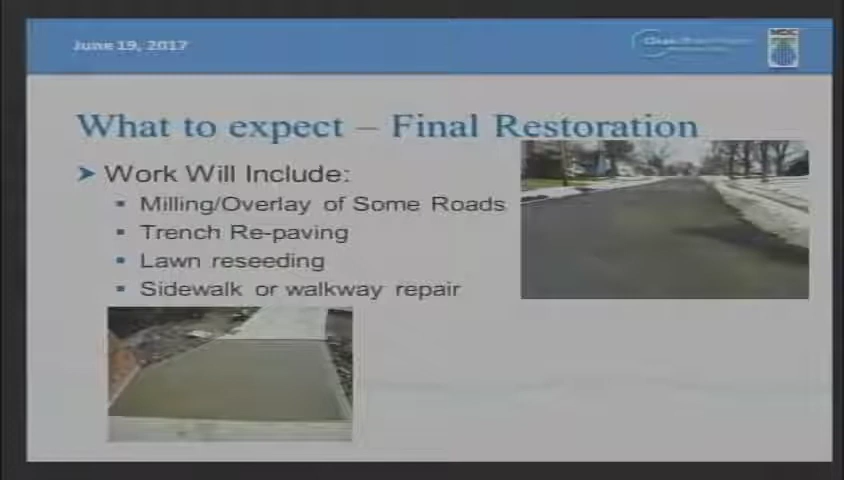 June 19, 2017
What to expect – Final Restoration
Work Will Include:
Milling/Overlay of Some Roads
Trench Re-paving
Lawn reseeding
Sidewalk or walkway repair